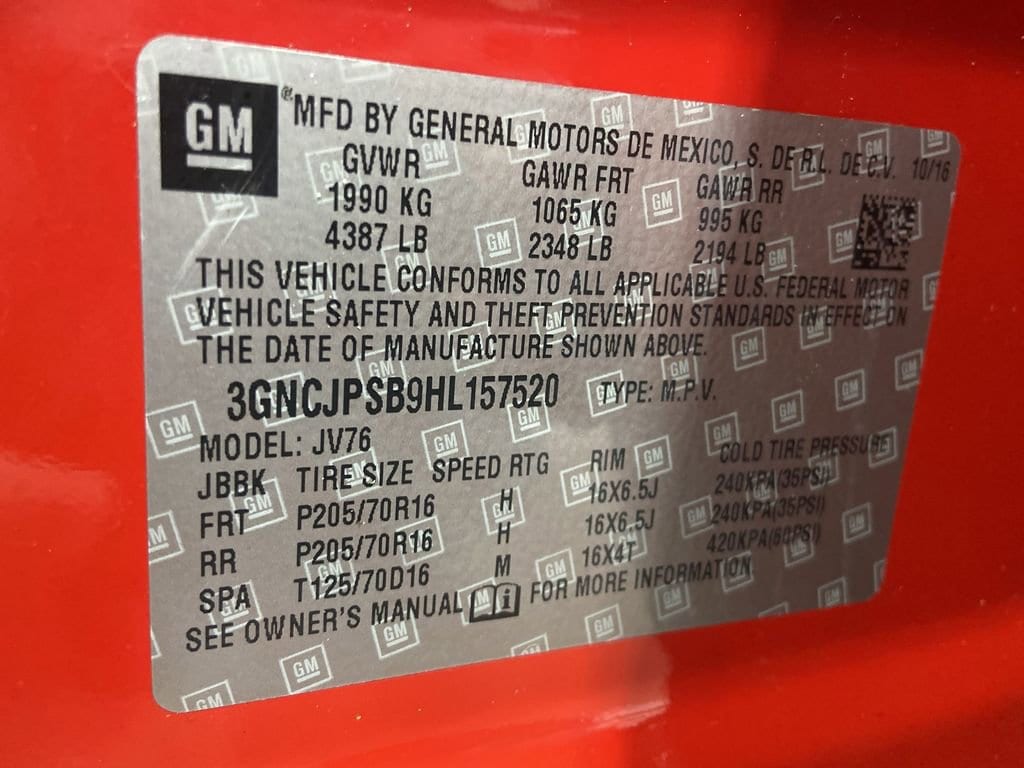 GM
®MFD BY GENERAL MOTORS DE MEXICO, S. DE R.L. DE C.V. 10/16
GVWR GAWR FRT GAWR RR
1990 KG 1065 KG 995 KG
4387 LB 2348 LB 2194 LB
THIS VEHICLE CONFORMS TO ALL APPLICABLE U.S. FEDERAL MOTOR
VEHICLE SAFETY AND THEFT PREVENTION STANDARDS IN EFFECT ON
THE DATE OF MANUFACTURE SHOWN ABOVE.
3GNCJPSB9HL157520 TYPE: M.P.V.
MODEL: JV76
JBBK TIRE SIZE SPEED RTG RIM COLD TIRE PRESSURE
FRT P205/70R16 H 16X6.5J 240KPA(35PSI)
RR P205/70R16 H 16X6.5J 240KPA(35PSI)
SPA T125/70D16 M 16X4T 420KPA(60PSI)
SEE OWNER'S MANUAL i FOR MORE INFORMATION